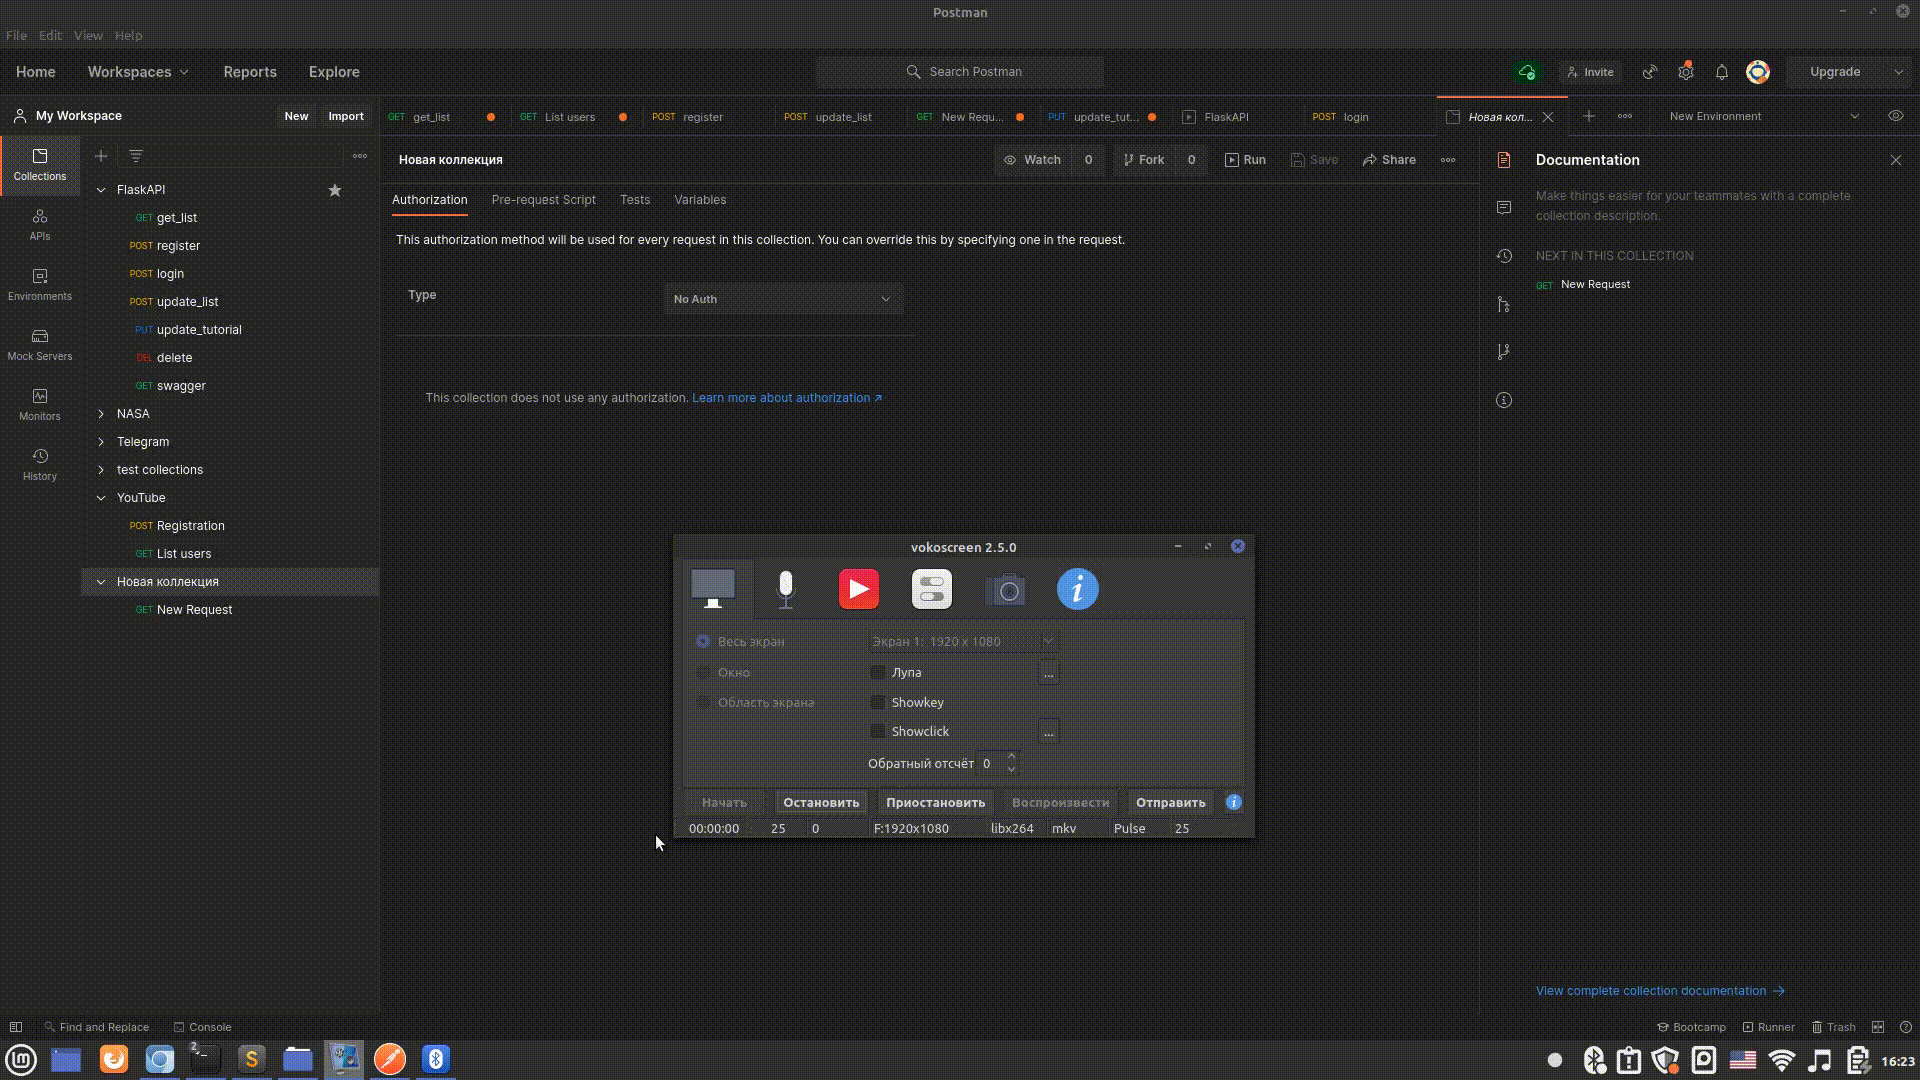 Postman
File Edit View Help
Home Workspaces Reports Explore
Search Postman
Invite
Upgrade
My Workspace New Import
GET get_list
GET List users
POST register
POST update_list
GET New Requ...
PUT update_tut...
FlaskAPI
POST login
Новая кол...
New Environment
Collections
APIs
Environments
Mock Servers
Monitors
History
FlaskAPI
GET get_list
POST register
POST login
POST update_list
PUT update_tutorial
DEL delete
GET swagger
NASA
Telegram
test collections
YouTube
POST Registration
GET List users
Новая коллекция
GET New Request
Новая коллекция
Watch 0 Fork 0 Run Save Share
Authorization Pre-request Script Tests Variables
This authorization method will be used for every request in this collection. You can override this by specifying one in the request.
Type No Auth
This collection does not use any authorization. Learn more about authorization ↗
Documentation
Make things easier for your teammates with a complete
collection description.
NEXT IN THIS COLLECTION
GET New Request
View complete collection documentation →
vokoscreen 2.5.0
Весь экран Экран 1: 1920 x 1080
Окно Лупа ...
Область экрана Showkey
Showclick ...
Обратный отсчёт 0
Начать Остановить Приостановить Воспроизвести Отправить
00:00:00 25 0 F:1920x1080 libx264 mkv Pulse 25
Find and Replace Console
Bootcamp Runner Trash
2
16:23